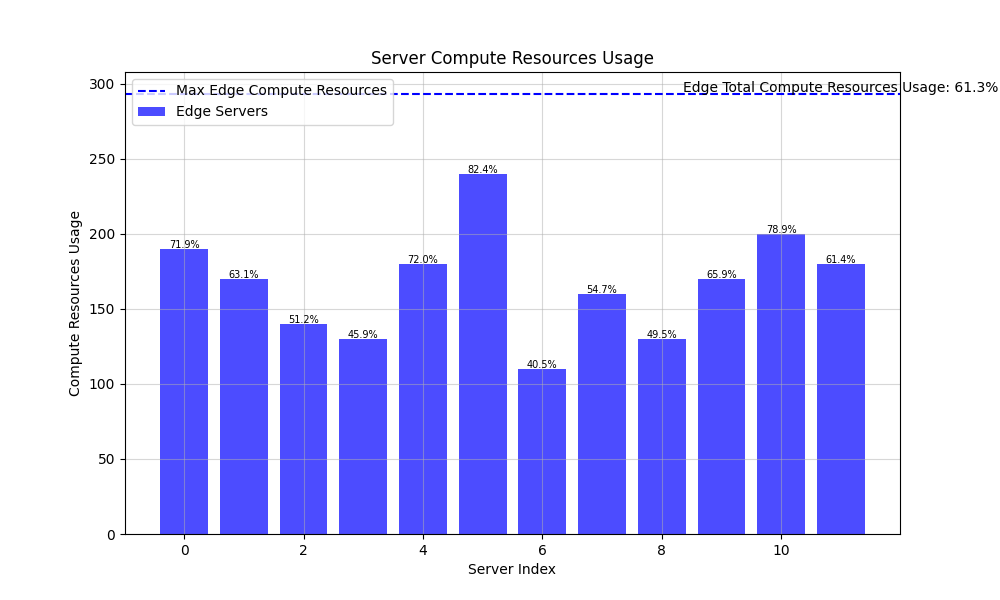 Server Compute Resources Usage
300
Max Edge Compute Resources
Edge Total Compute Resources Usage: 61.3%
Edge Servers
250
82.4%
200
71.9%
78.9%
63.1%
72.0%
65.9%
61.4%
150
51.2%
45.9%
54.7%
49.5%
100
40.5%
50
0
Compute Resources Usage
0 2 4 6 8 10
Server Index